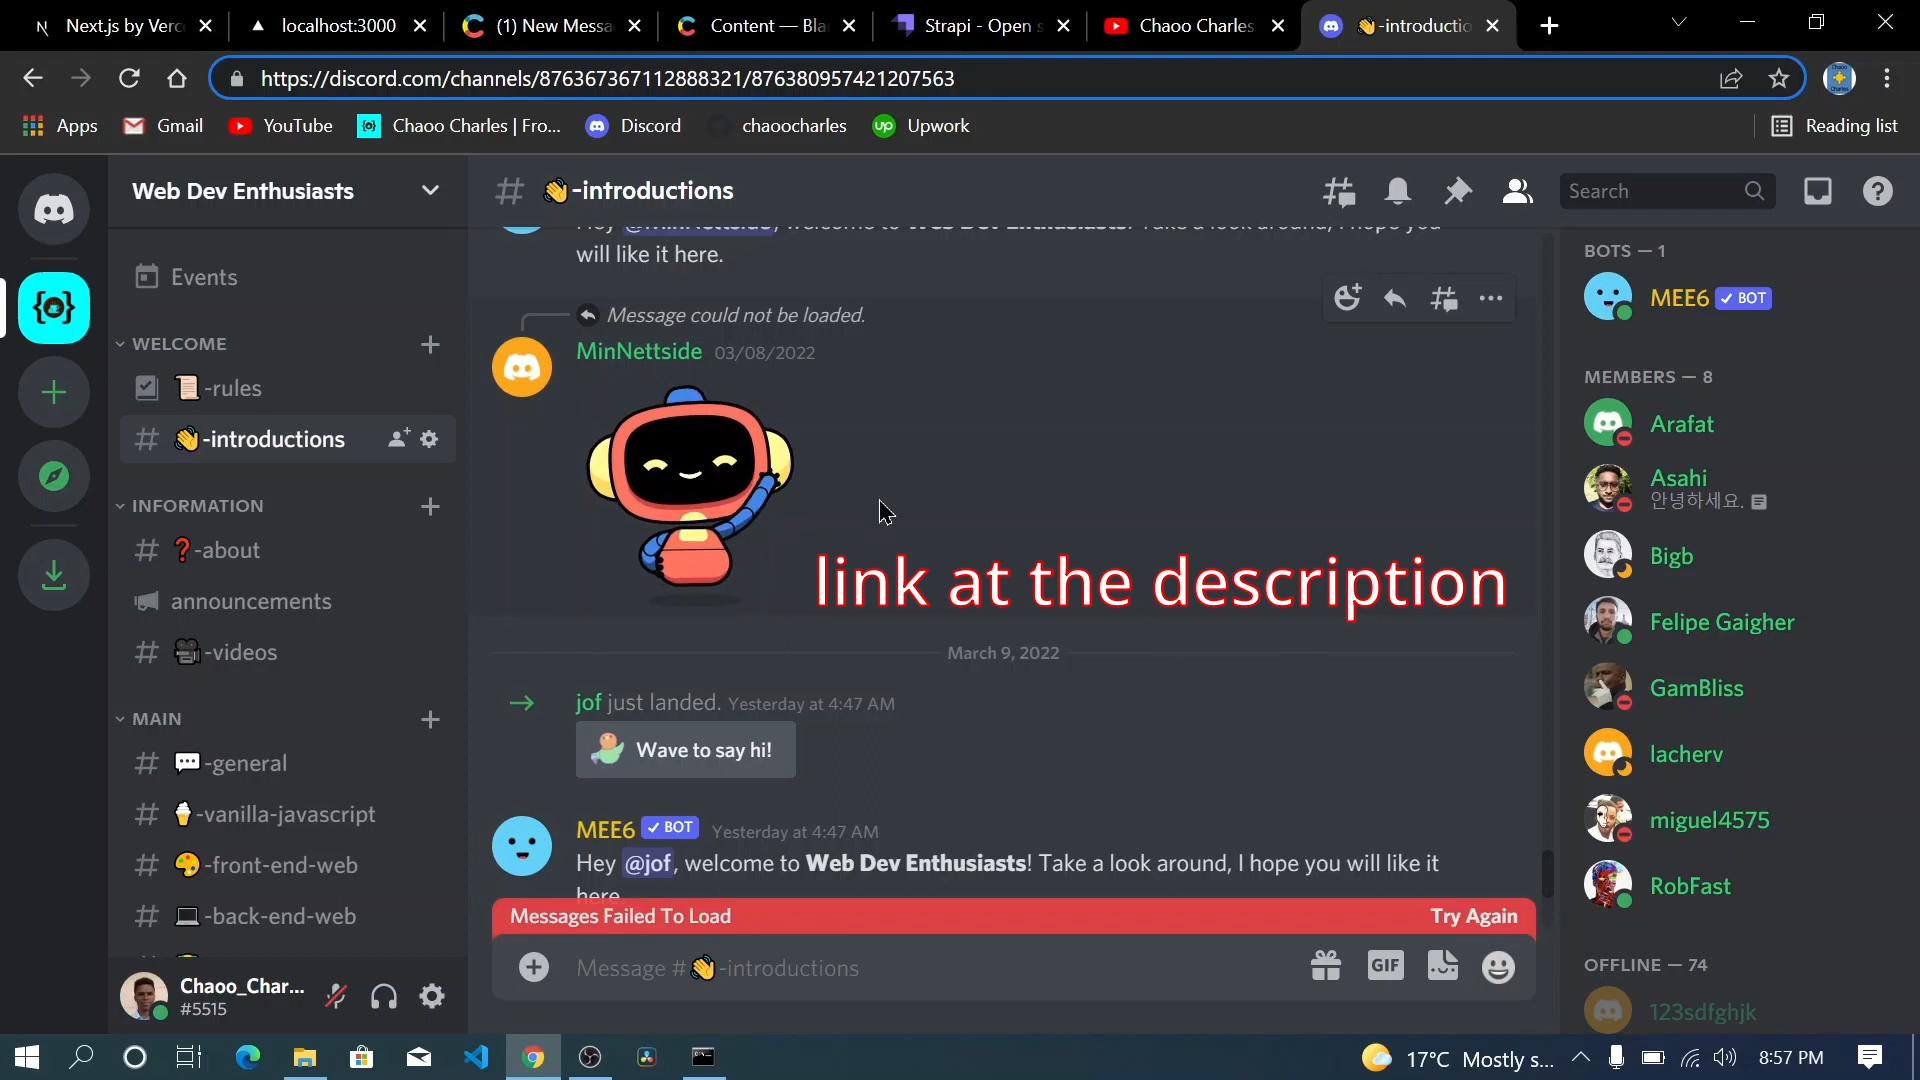 Next.js by Verc
localhost:3000
(1) New Messa
Content — Bla
Strapi - Open s
Chaoo Charles
👋-introductio
https://discord.com/channels/876367367112888321/876380957421207563
Apps
Gmail
YouTube
Chaoo Charles | Fro...
Discord
chaoocharles
Upwork
Reading list
Web Dev Enthusiasts
👋-introductions
Search
Events
WELCOME
📜-rules
👋-introductions
INFORMATION
❓-about
announcements
🎥-videos
MAIN
💬-general
🍦-vanilla-javascript
🎨-front-end-web
💻-back-end-web
Chaoo_Char...
#5515
will like it here.
Message could not be loaded.
MinNettside 03/08/2022
link at the description
March 9, 2022
jof just landed. Yesterday at 4:47 AM
Wave to say hi!
MEE6 ✓ BOT Yesterday at 4:47 AM
Hey @jof, welcome to Web Dev Enthusiasts! Take a look around, I hope you will like it
here.
Messages Failed To Load
Try Again
Message #👋-introductions
GIF
BOTS — 1
MEE6 ✓ BOT
MEMBERS — 8
Arafat
Asahi
안녕하세요.
Bigb
Felipe Gaigher
GamBliss
lacherv
miguel4575
RobFast
OFFLINE — 74
123sdfghjk
17°C Mostly s...
8:57 PM